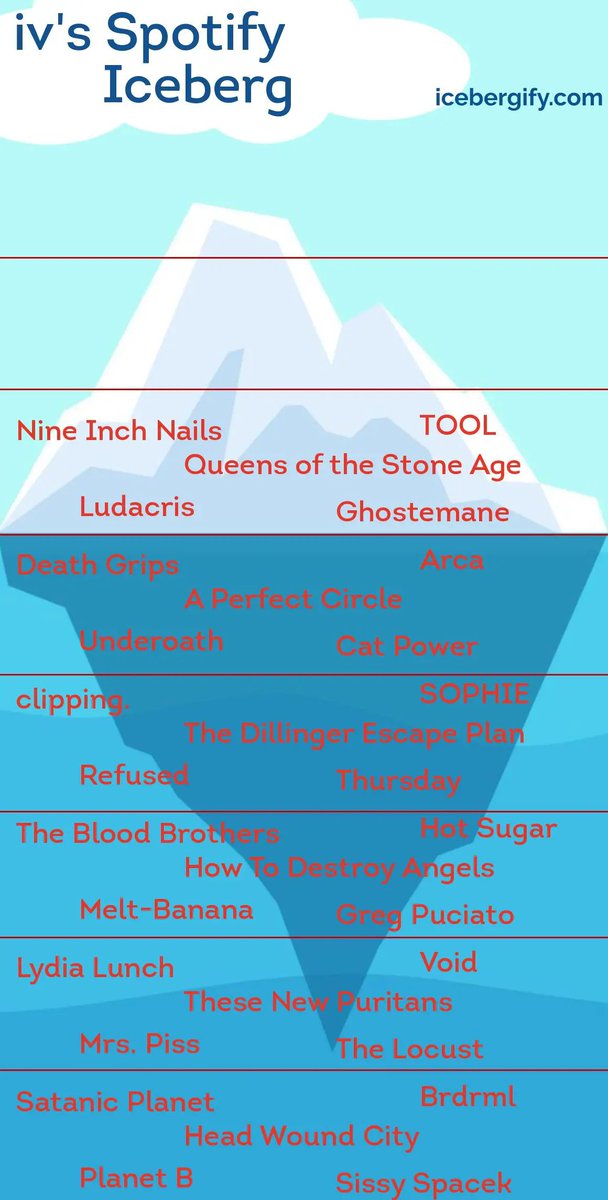 iv's Spotify
Iceberg
icebergify.com
Nine Inch Nails
TOOL
Queens of the Stone Age
Ludacris
Ghostemane
Death Grips
Arca
A Perfect Circle
Underoath
Cat Power
clipping.
SOPHIE
The Dillinger Escape Plan
Refused
Thursday
The Blood Brothers
Hot Sugar
How To Destroy Angels
Melt-Banana
Greg Puciato
Lydia Lunch
Void
These New Puritans
Mrs. Piss
The Locust
Satanic Planet
Brdrml
Head Wound City
Planet B
Sissy Spacek